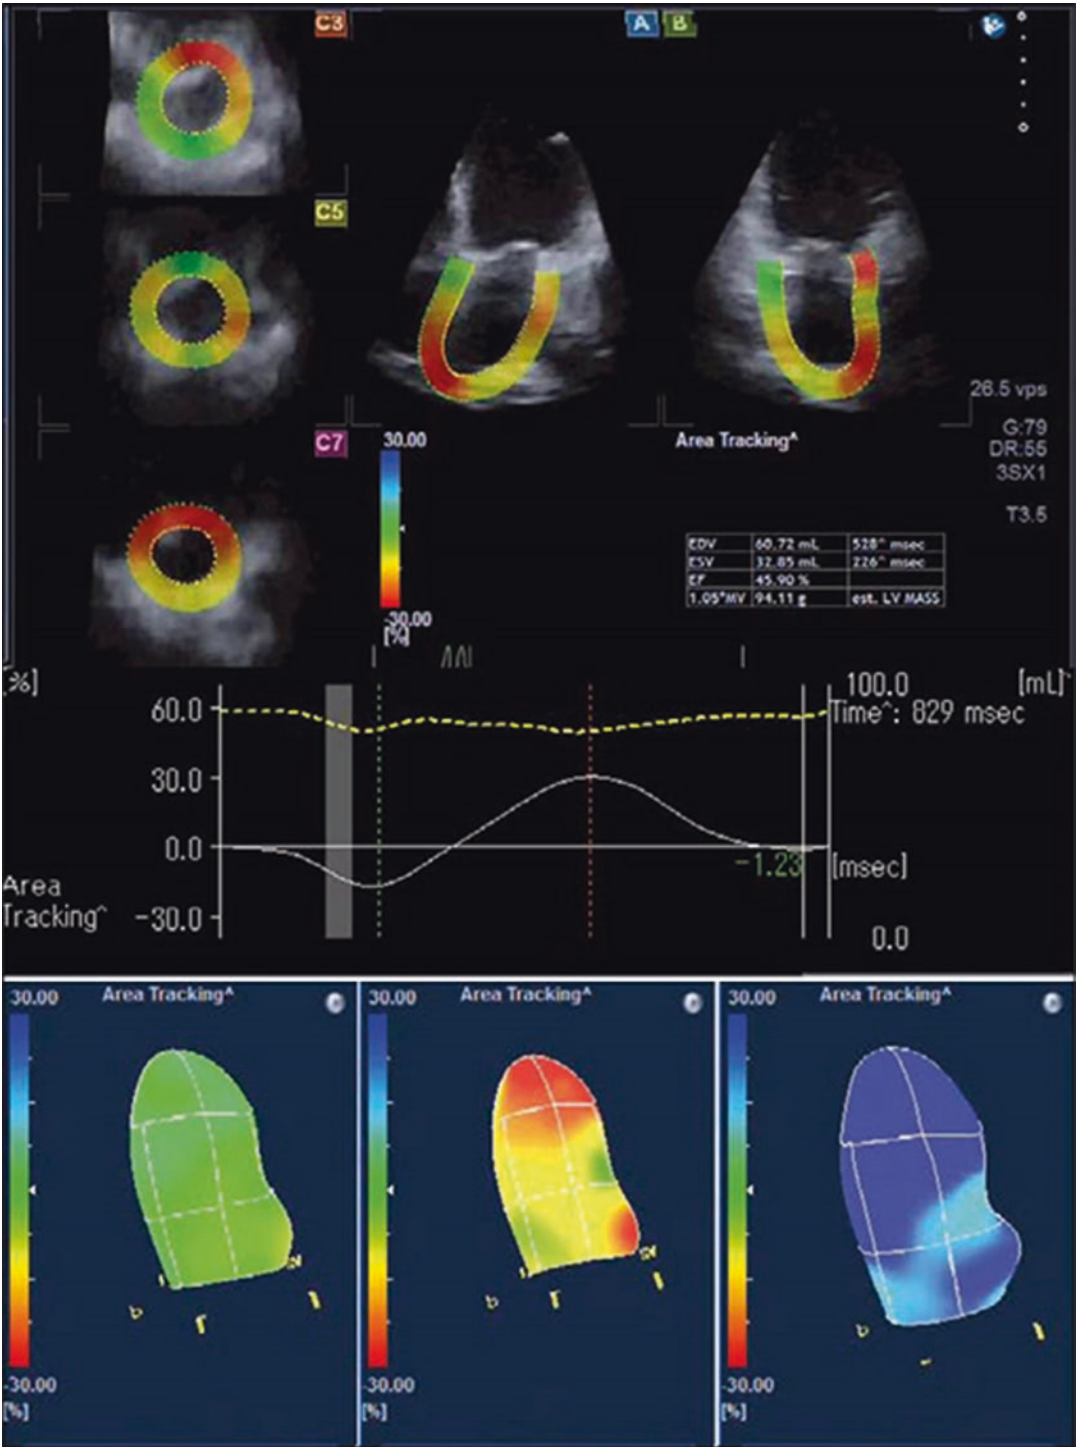 C3
A B
C5
26.5 vps
C7
30.00
Area Tracking^
G:79
DR:55
3SX1
T3.5
EDV 60.72 mL 528^ msec
ESV 32.85 mL 226^ msec
EF 45.90 %
1.05*MV 94.11 g est. LV MASS
-30.00
[%]
[%]
100.0 [mL]^
60.0
Time^: 829 msec
30.0
0.0
-1.23 [msec]
Area
Tracking^
-30.0
0.0
30.00 Area Tracking^
30.00 Area Tracking^
30.00 Area Tracking^
-30.00
[%]
-30.00
[%]
-30.00
[%]